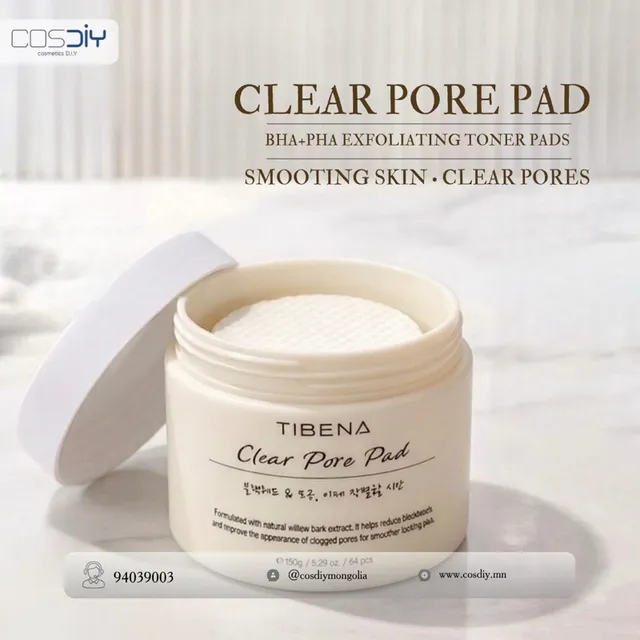 COSDIY
cosmetics D.I.Y
CLEAR PORE PAD
BHA+PHA EXFOLIATING TONER PADS
SMOOTING SKIN • CLEAR PORES
TIBENA
Clear Pore Pad
블랙헤드 & 모공, 이제 작별할 시간
Formulated with natural willow bark extract, it helps reduce
and improve the appearance of clogged pores for smoother looking
150g / 5.29 oz. / 64 pcs
94039003
@cosdiymongolia
www.cosdiy.mn